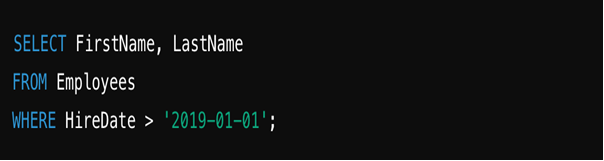 SELECT FirstName, LastName
FROM Employees
WHERE HireDate > '2019-01-01';